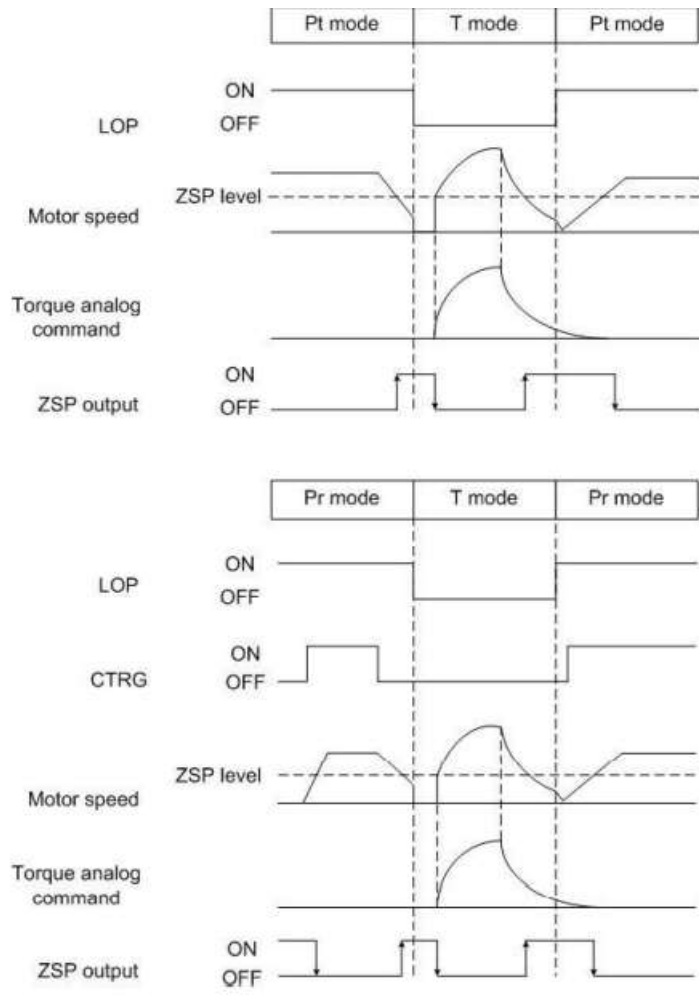 Pt mode T mode Pt mode
ON
LOP OFF
ZSP level
Motor speed
Torque analog
command
ON
ZSP output OFF
Pr mode T mode Pr mode
ON
LOP OFF
ON
CTRG OFF
ZSP level
Motor speed
Torque analog
command
ON
ZSP output OFF